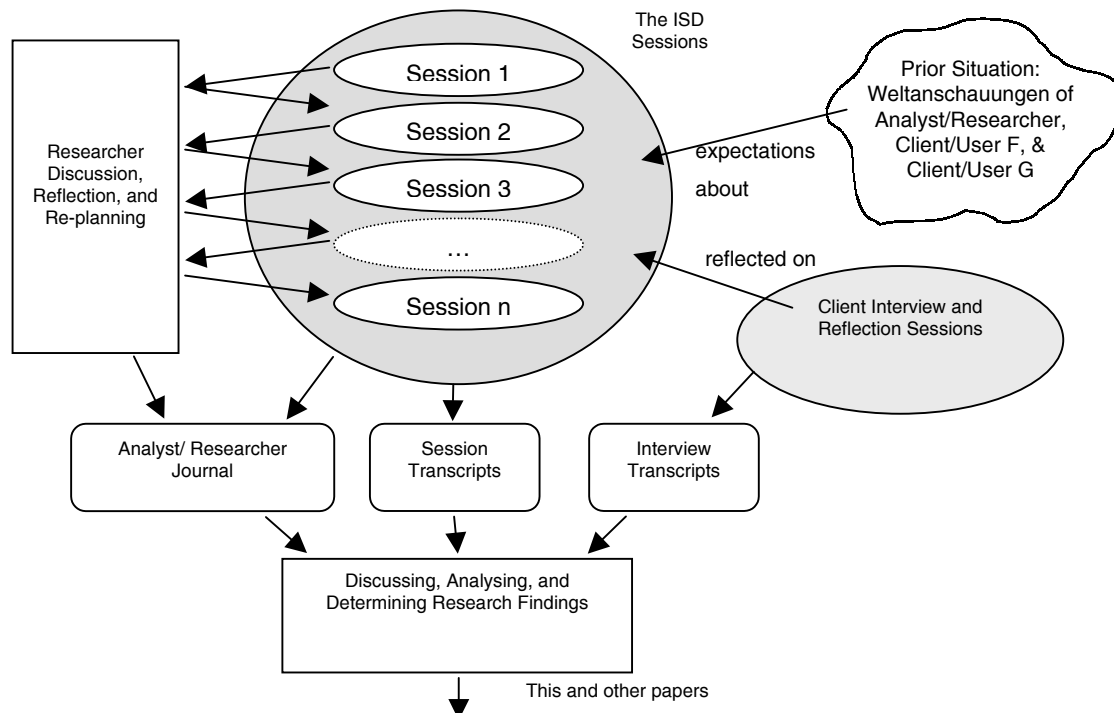 The ISD
Sessions
Session 1
Session 2
Session 3
…
Session n
Researcher
Discussion,
Reflection, and
Re-planning
Prior Situation:
Weltanschauungen of
Analyst/Researcher,
Client/User F, &
Client/User G
expectations
about
reflected on
Client Interview and
Reflection Sessions
Analyst/ Researcher
Journal
Session
Transcripts
Interview
Transcripts
Discussing, Analysing, and
Determining Research Findings
This and other papers